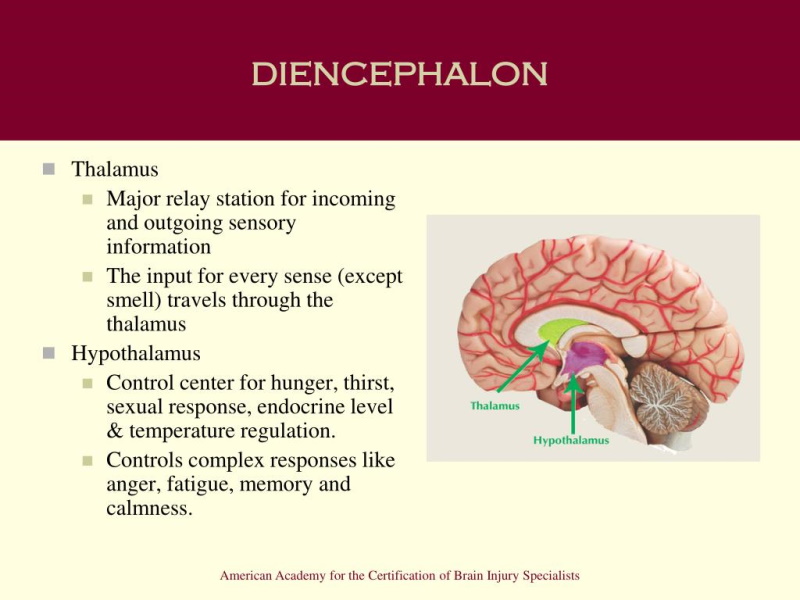 DIENCEPHALON
Thalamus
Major relay station for incoming
and outgoing sensory
information
The input for every sense (except
smell) travels through the
thalamus
Hypothalamus
Control center for hunger, thirst,
sexual response, endocrine level
& temperature regulation.
Controls complex responses like
anger, fatigue, memory and
calmness.
Thalamus
Hypothalamus
American Academy for the Certification of Brain Injury Specialists